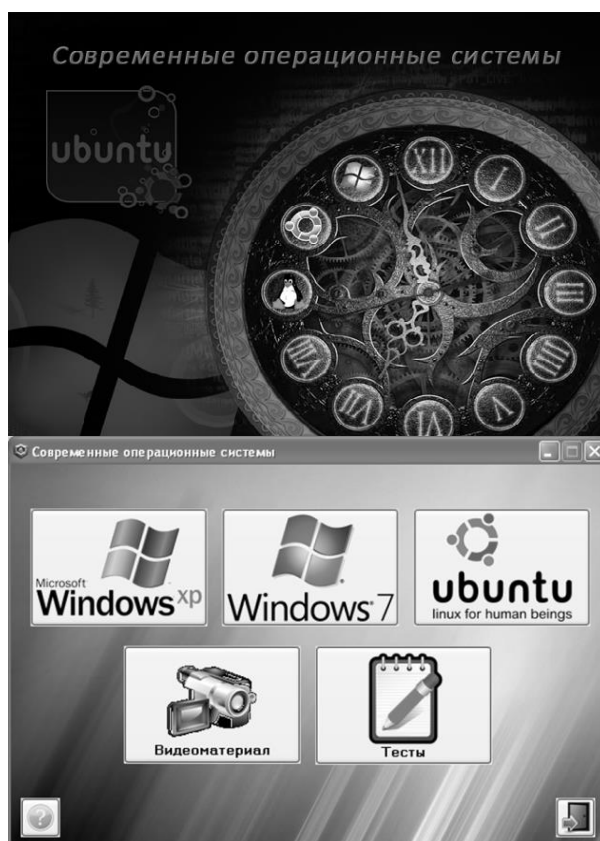 Современные операционные системы
ubuntu
XII
I
II
III
IIII
V
VI
VII
VIII
Современные операционные системы
Microsoft
Windows xp
Windows 7
ubuntu
linux for human beings
Видеоматериал
Тесты
?